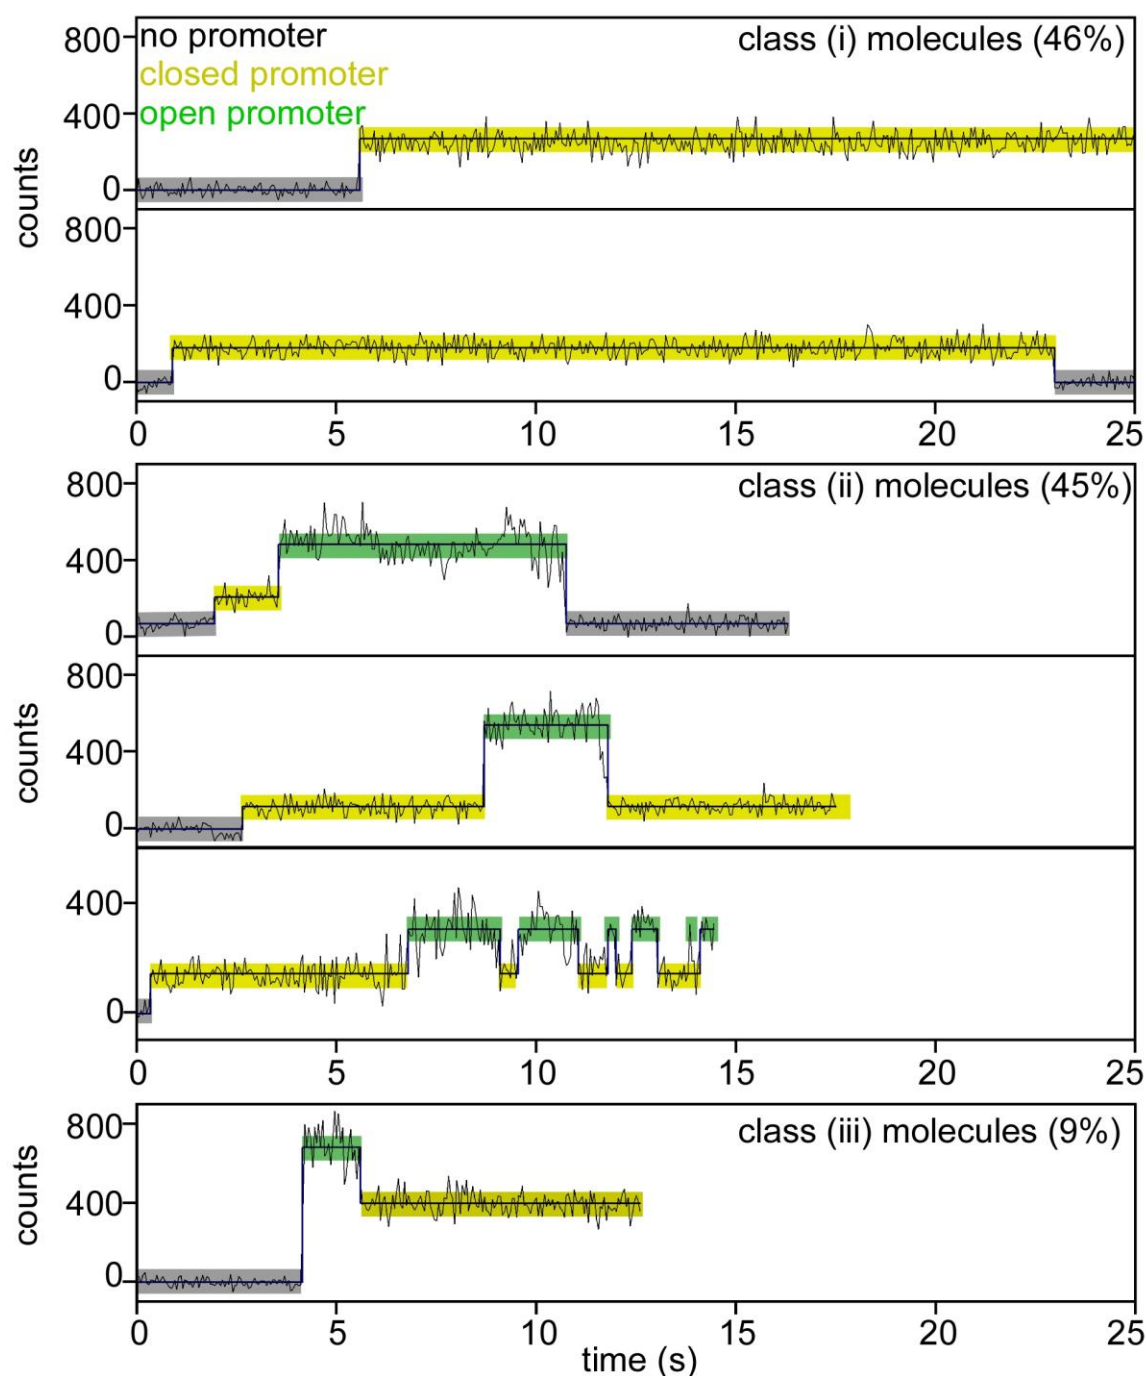 800
no promoter
class (i) molecules (46%)
closed promoter
400
open promoter
0
counts
800
400
0
0 5 10 15 20 25
800
class (ii) molecules (45%)
400
0
800
400
0
counts
400
0
0 5 10 15 20 25
800
class (iii) molecules (9%)
400
0
counts
0 5 10 15 20 25
time (s)